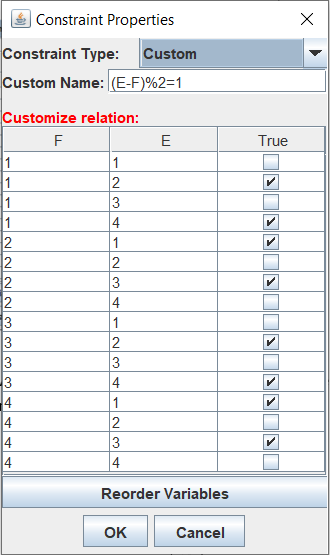 Constraint Properties
Constraint Type: Custom
Custom Name: (E-F)%2=1
Customize relation:
F E True
1 1
1 2
1 3
1 4
2 1
2 2
2 3
2 4
3 1
3 2
3 3
3 4
4 1
4 2
4 3
4 4
Reorder Variables
OK Cancel